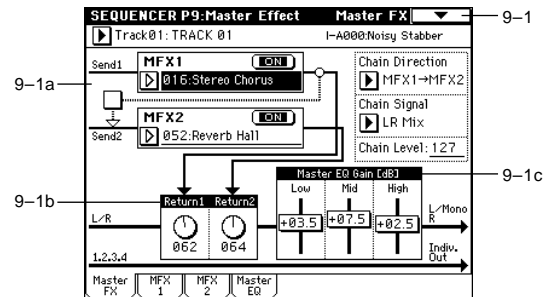 SEQUENCER P9:Master Effect Master FX
9–1
Track01: TRACK 01 I–A000:Noisy Stabber
Send1
MFX1 ON
016:Stereo Chorus
Chain Direction
MFX1→MFX2
9–1a
MFX2 ON
052:Reverb Hall
Send2
Chain Signal
LR Mix
Chain Level: 127
9–1c
Master EQ Gain [dB]
Low Mid High
9–1b
Return1 Return2
L/R
+03.5 +07.5 +02.5
L/Mono
R
062 064
1.2.3.4
Indiv.
Out
Master FX
MFX 1
MFX 2
Master EQ